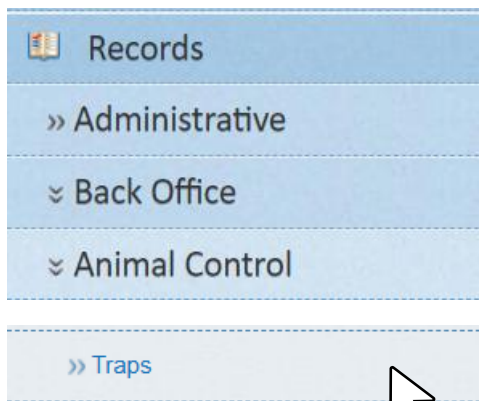 Records
» Administrative
Back Office
Animal Control
» Traps